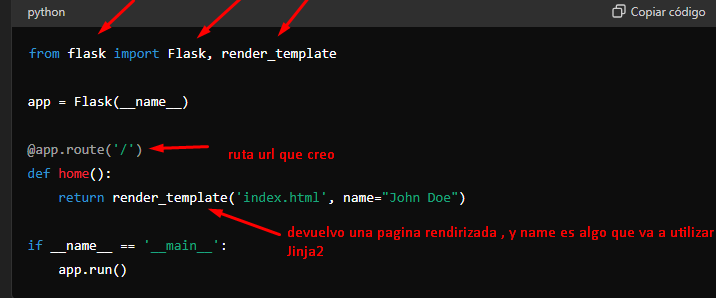 python
Copiar código
from flask import Flask, render_template
app = Flask(__name__)
@app.route('/')
ruta url que creo
def home():
return render_template('index.html', name="John Doe")
devuelvo una pagina rendirizada , y name es algo que va a utilizar
Jinja2
if __name__ == '__main__':
app.run()